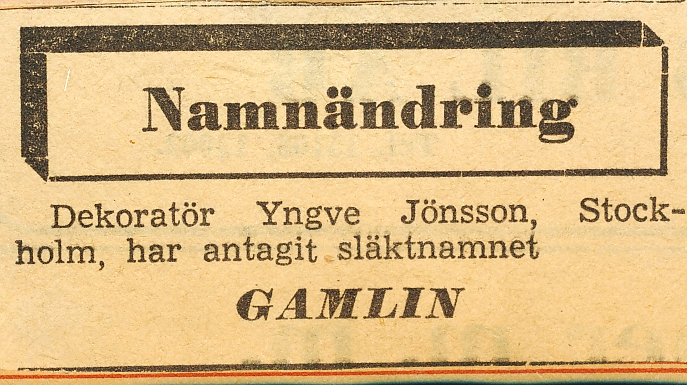 Namnändring
Dekoratör Yngve Jönsson, Stock-
holm, har antagit släktnamnet
GAMLIN